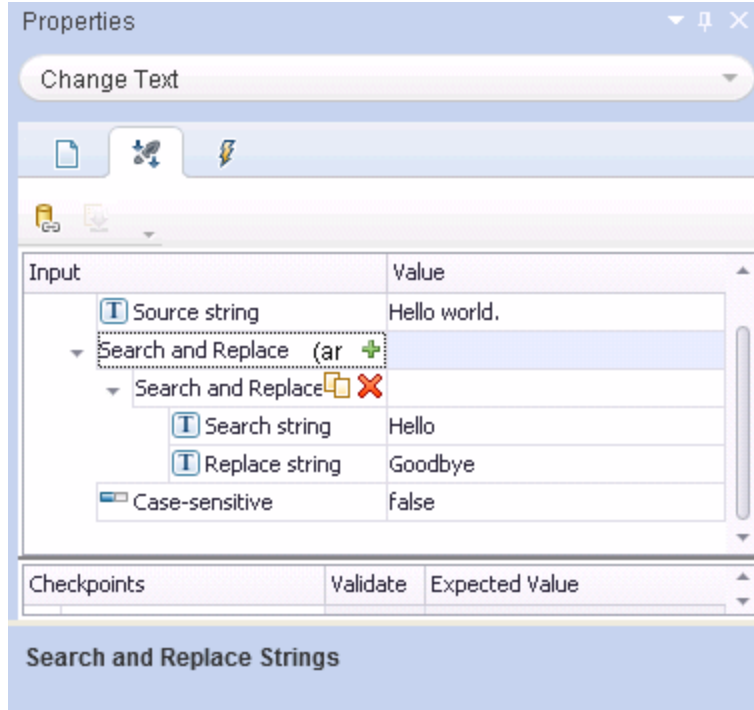 Properties
Change Text
Input Value
T Source string Hello world.
Search and Replace (ar
Search and Replace
T Search string Hello
T Replace string Goodbye
Case-sensitive false
Checkpoints Validate Expected Value
Search and Replace Strings